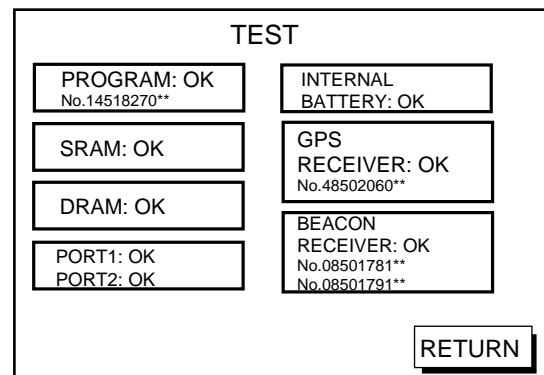 TEST
PROGRAM: OK
No.14518270**
SRAM: OK
DRAM: OK
PORT1: OK
PORT2: OK
INTERNAL
BATTERY: OK
GPS
RECEIVER: OK
No.48502060**
BEACON
RECEIVER: OK
No.08501781**
No.08501791**
RETURN